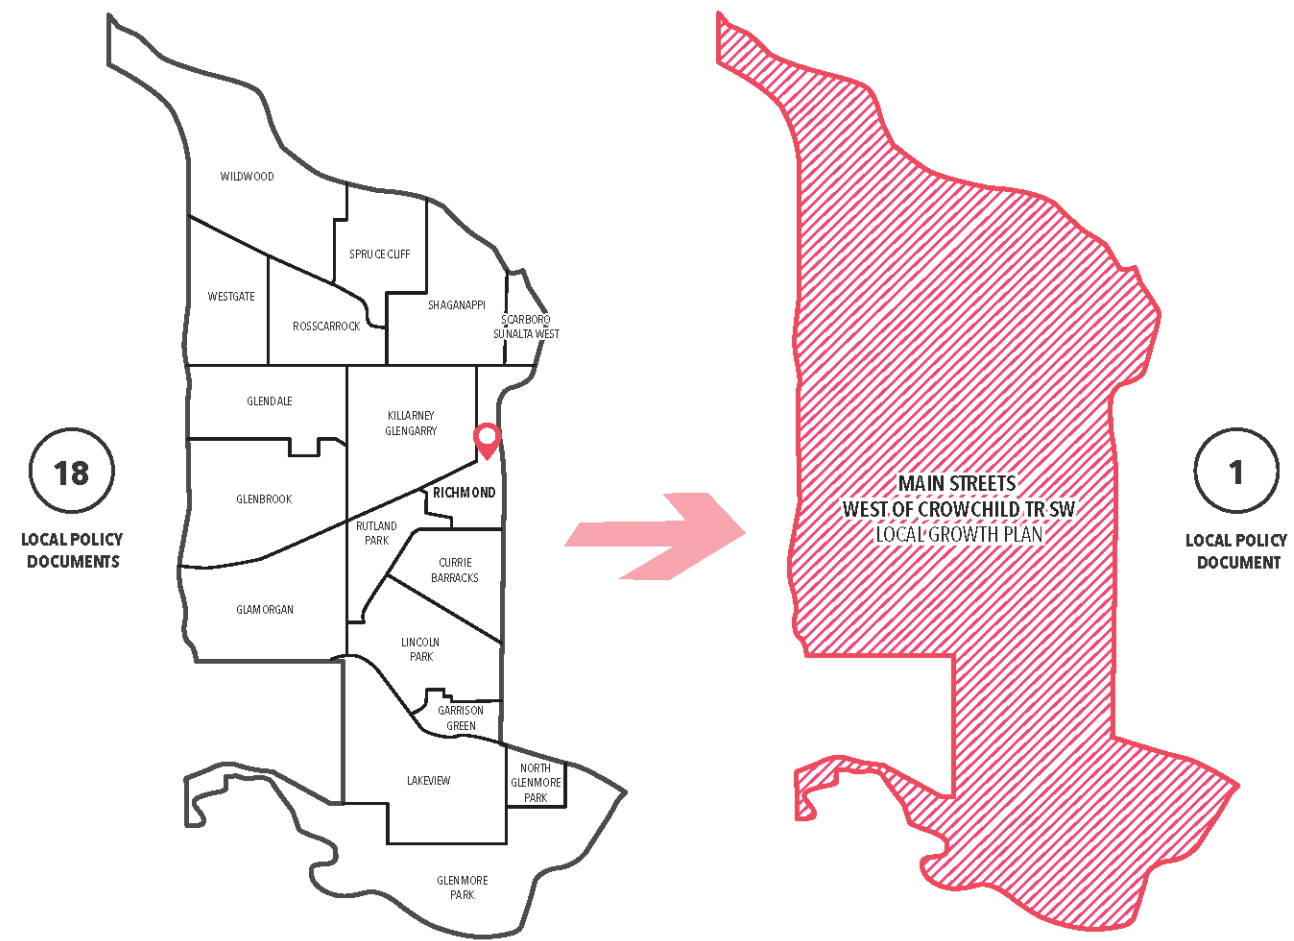 WILDWOOD
SPRUCE CLIFF
WESTGATE
ROSSCARROCK
SHAGANAPPI
SCARBORO
SUNALTA WEST
GLENDALE
KILLARNEY
GLENGARRY
18
LOCAL POLICY
DOCUMENTS
GLENBROOK
RICHMOND
RUTLAND
PARK
CURRIE
BARRACKS
GLAMORGAN
LINCOLN
PARK
GARRISON
GREEN
LAKEVIEW
NORTH
GLENMORE
PARK
GLENMORE
PARK
MAIN STREETS
WEST OF CROWCHILD TR SW
LOCAL GROWTH PLAN
1
LOCAL POLICY
DOCUMENT